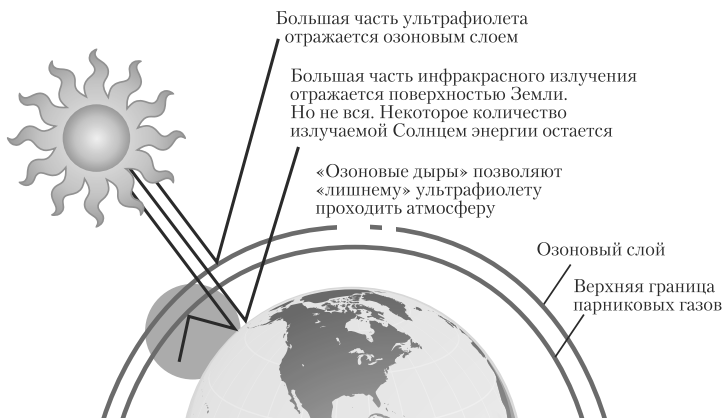 Большая часть ультрафиолета
отражается озоновым слоем
Большая часть инфракрасного излучения
отражается поверхностью Земли.
Но не вся. Некоторое количество
излучаемой Солнцем энергии остается
«Озоновые дыры» позволяют
«лишнему» ультрафиолету
проходить атмосферу
Озоновый слой
Верхняя граница
парниковых газов